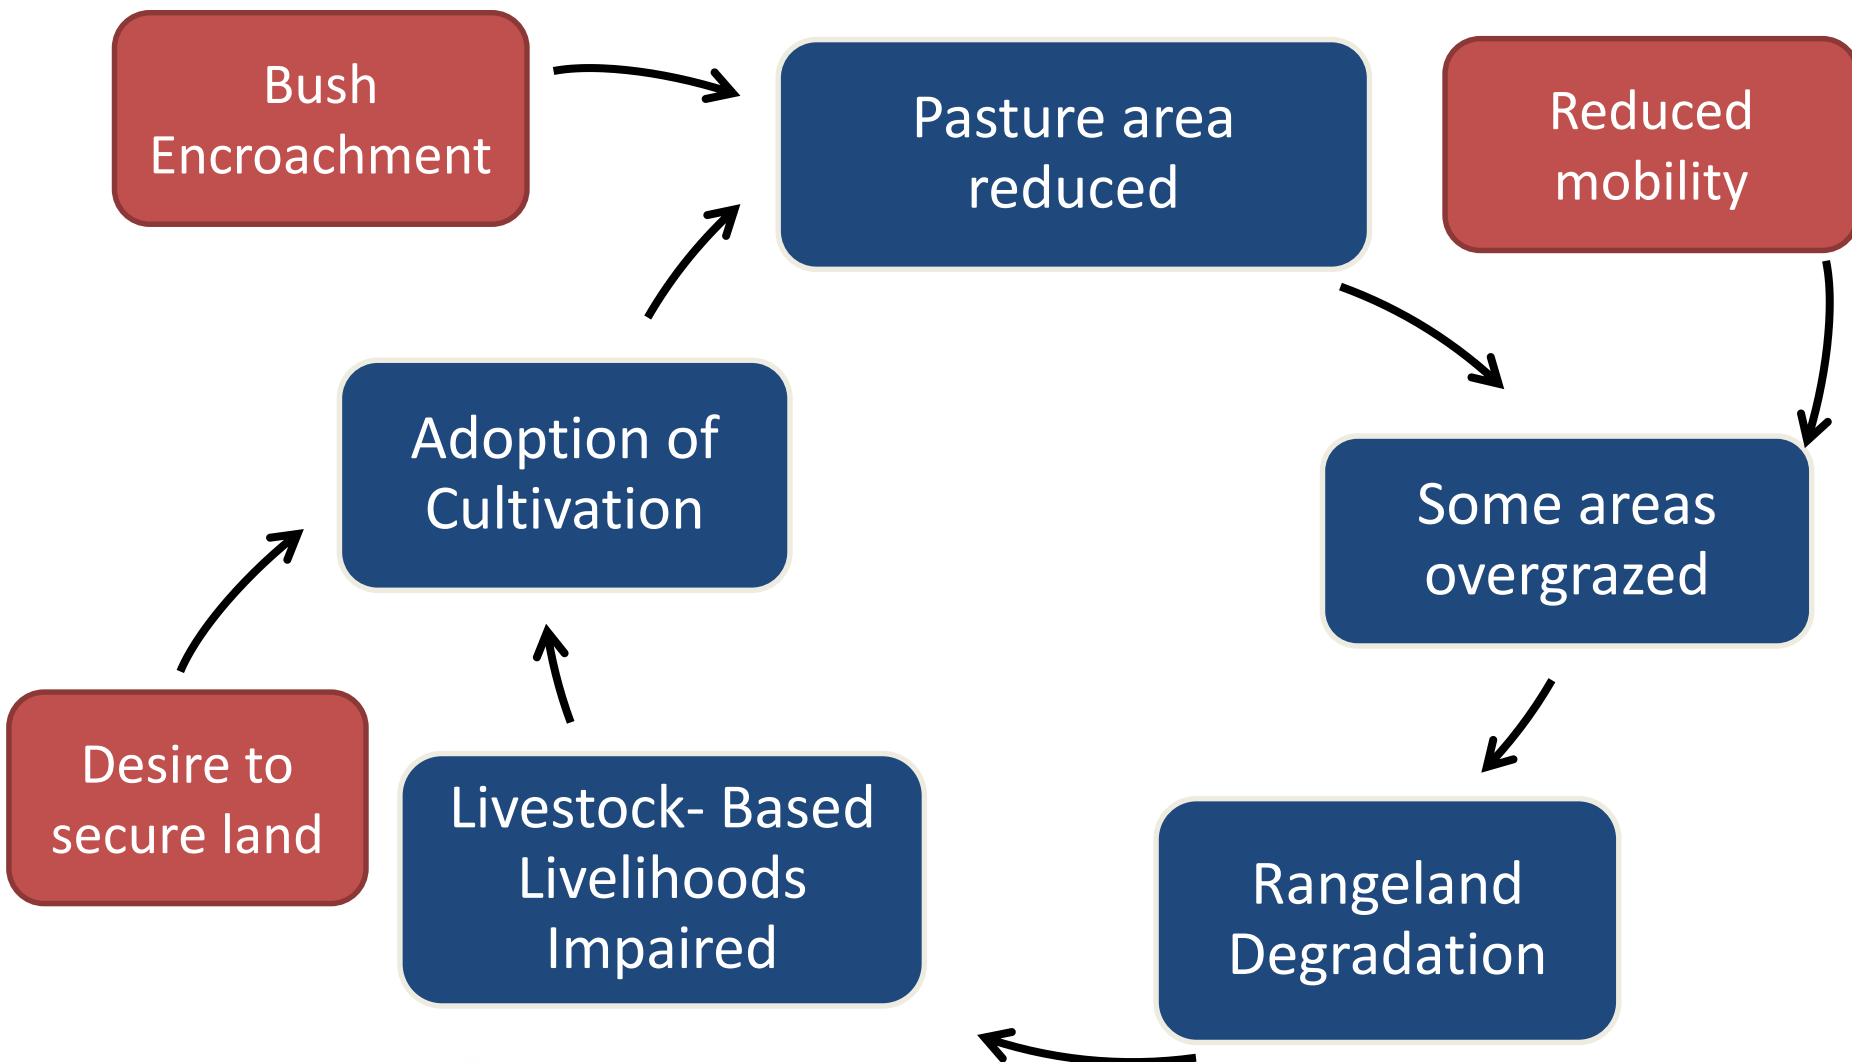 Bush
Encroachment
Pasture area
reduced
Reduced
mobility
Adoption of
Cultivation
Some areas
overgrazed
Desire to
secure land
Livestock- Based
Livelihoods
Impaired
Rangeland
Degradation